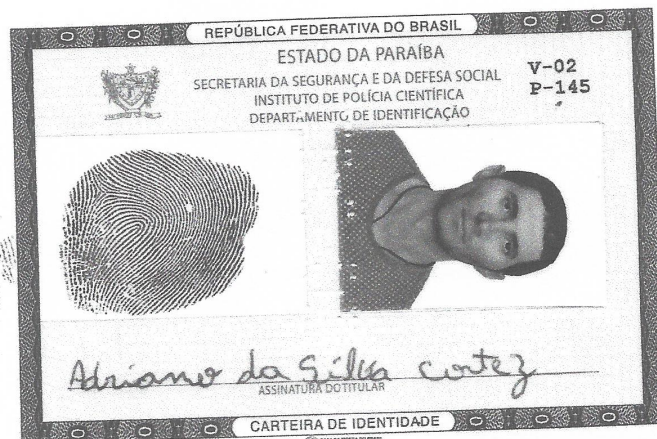 REPÚBLICA FEDERATIVA DO BRASIL
ESTADO DA PARAÍBA
SECRETARIA DA SEGURANÇA E DA DEFESA SOCIAL
INSTITUTO DE POLÍCIA CIENTÍFICA
DEPARTAMENTO DE IDENTIFICAÇÃO
V-02
P-145
Adriano da Silva Cortez
ASSINATURA DO TITULAR
CARTEIRA DE IDENTIDADE